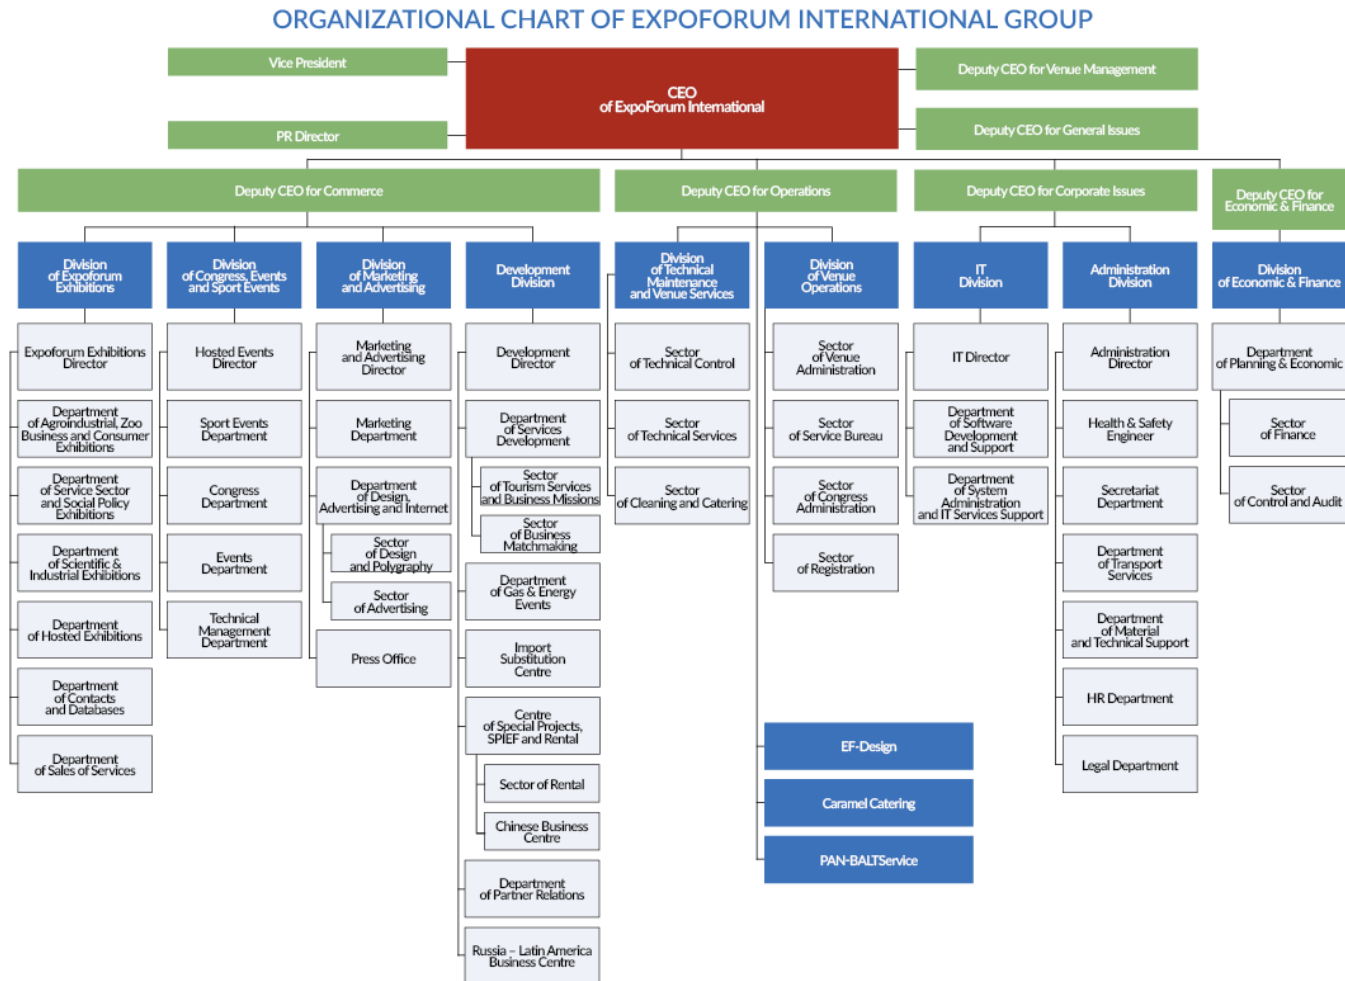 ORGANIZATIONAL CHART OF EXPOFORUM INTERNATIONAL GROUP
Vice President
CEO
of ExpoForum International
Deputy CEO for Venue Management
PR Director
Deputy CEO for General Issues
Deputy CEO for Commerce
Deputy CEO for Operations
Deputy CEO for Corporate Issues
Deputy CEO for
Economic & Finance
Division
of Expoforum
Exhibitions
Division
of Congress, Events
and Sport Events
Division
of Marketing
and Advertising
Development
Division
Division
of Technical
Maintenance
and Venue Services
Division
of Venue
Operations
IT
Division
Administration
Division
Division
of Economic & Finance
Expoforum Exhibitions
Director
Department
of Agroindustrial, Zoo
Business and Consumer
Exhibitions
Department
of Service Sector
and Social Policy
Exhibitions
Department
of Scientific &
Industrial Exhibitions
Department
of Hosted Exhibitions
Department
of Contacts
and Databases
Department
of Sales of Services
Hosted Events
Director
Sport Events
Department
Congress
Department
Events
Department
Technical
Management
Department
Marketing
and Advertising
Director
Marketing
Department
Department
of Design,
Advertising and Internet
Sector
of Design
and Polygraphy
Sector
of Advertising
Press Office
Development
Director
Department
of Services
Development
Sector
of Tourism Services
and Business Missions
Sector
of Business
Matchmaking
Department
of Gas & Energy
Events
Import
Substitution
Centre
Centre
of Special Projects,
SPIEF and Rental
Sector of Rental
Chinese Business
Centre
Department
of Partner Relations
Russia – Latin America
Business Centre
Sector
of Technical Control
Sector
of Technical Services
Sector
of Cleaning and Catering
Sector
of Venue
Administration
Sector
of Service Bureau
Sector
of Congress
Administration
Sector
of Registration
EF-Design
Caramel Catering
PAN-BALTService
IT Director
Department
of Software
Development
and Support
Department
of System
Administration
and IT Services Support
Administration
Director
Health & Safety
Engineer
Secretariat
Department
Department
of Transport
Services
Department
of Material
and Technical Support
HR Department
Legal Department
Department
of Planning & Economic
Sector
of Finance
Sector
of Control and Audit